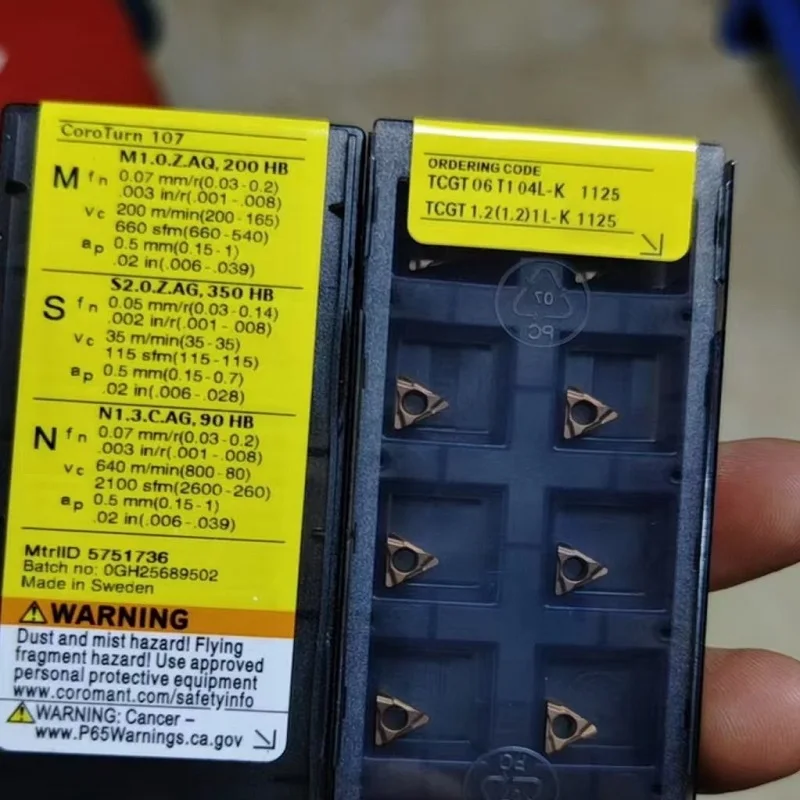 CoroTurn 107
M1.0.Z.AQ, 200 HB
M fn 0.07 mm/r(0.03-0.2)
.003 in/r(.001-.008)
vc 200 m/min(200-165)
660 sfm(660-540)
ap 0.5 mm(0.15-1)
.02 in(.006-.039)
S2.0.Z.AG, 350 HB
S fn 0.05 mm/r(0.03-0.14)
.002 in/r(.001-.008)
vc 35 m/min(35-35)
115 sfm(115-115)
ap 0.5 mm(0.15-0.7)
.02 in(.006-.028)
N1.3.C.AG, 90 HB
N fn 0.07 mm/r(0.03-0.2)
.003 in/r(.001-.008)
vc 640 m/min(800-80)
2100 sfm(2600-260)
ap 0.5 mm(0.15-1)
.02 in(.006-.039)
MtrlID 5751736
Batch no: 0GH25689502
Made in Sweden
WARNING
Dust and mist hazard! Flying
fragment hazard! Use approved
personal protective equipment
www.coromant.com/safetyinfo
WARNING: Cancer –
www.P65Warnings.ca.gov
ORDERING CODE
TCGT 06 T1 04L-K 1125
TCGT 1.2(1.2)1L-K 1125
07
PC
07
PC